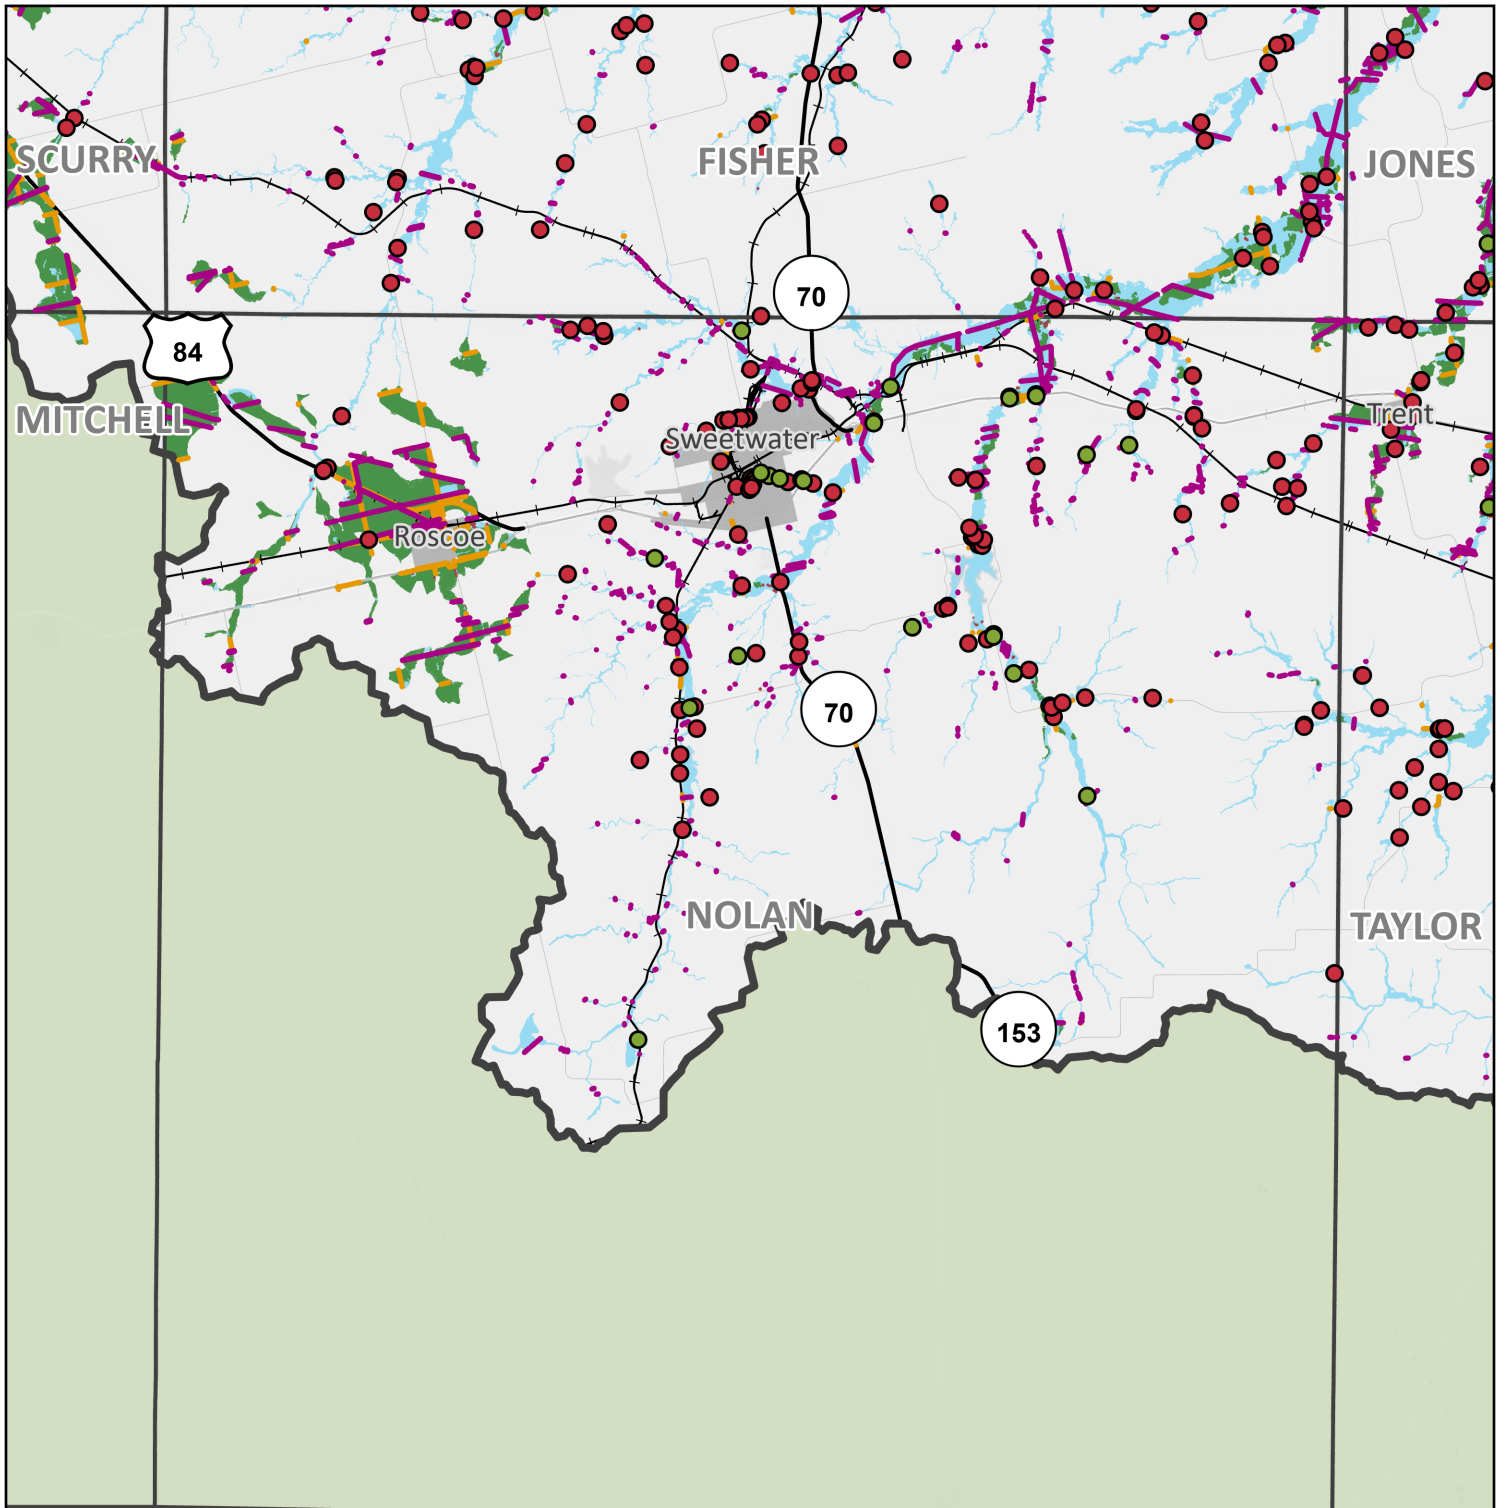 SCURRY
FISHER
JONES
70
84
MITCHELL
Trent
Sweetwater
Roscoe
70
NOLAN
TAYLOR
153